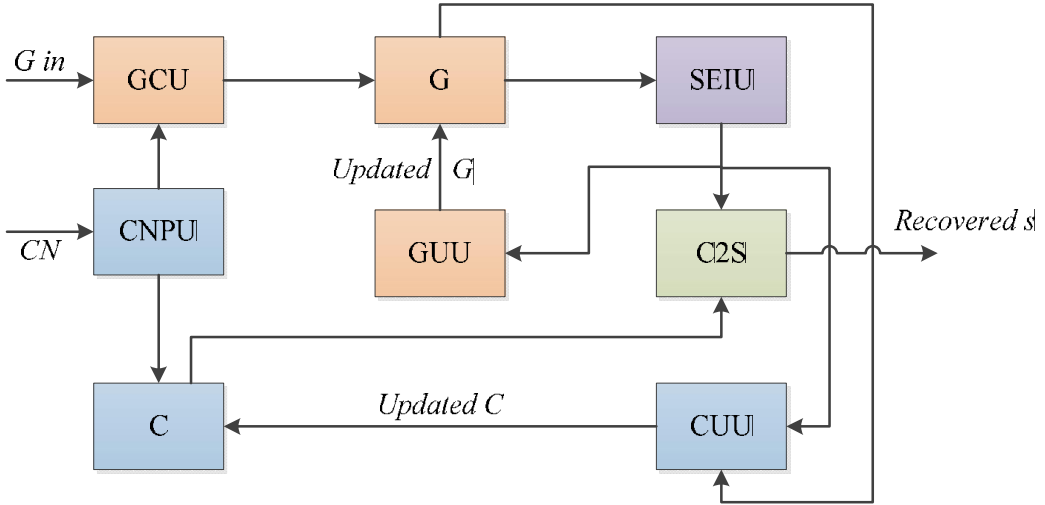 G in
GCU
G
SEIU
Updated G
CN
CNPU
GUU
C2S
Recovered s
C
Updated C
CUU